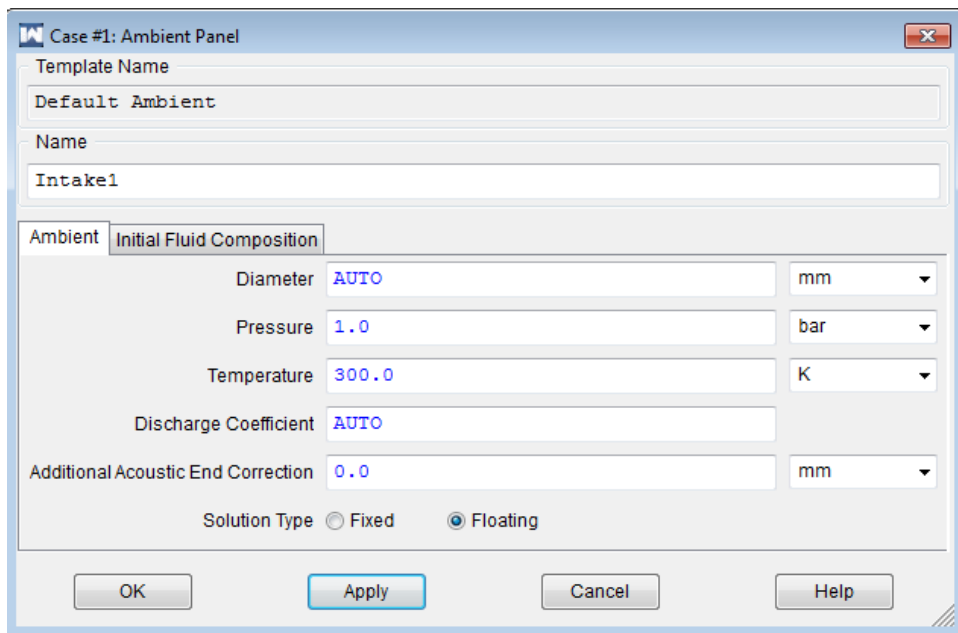 Case #1: Ambient Panel
Template Name
Default Ambient
Name
Intake1
Ambient Initial Fluid Composition
Diameter AUTO mm
Pressure 1.0 bar
Temperature 300.0 K
Discharge Coefficient AUTO
Additional Acoustic End Correction 0.0 mm
Solution Type Fixed Floating
OK Apply Cancel Help